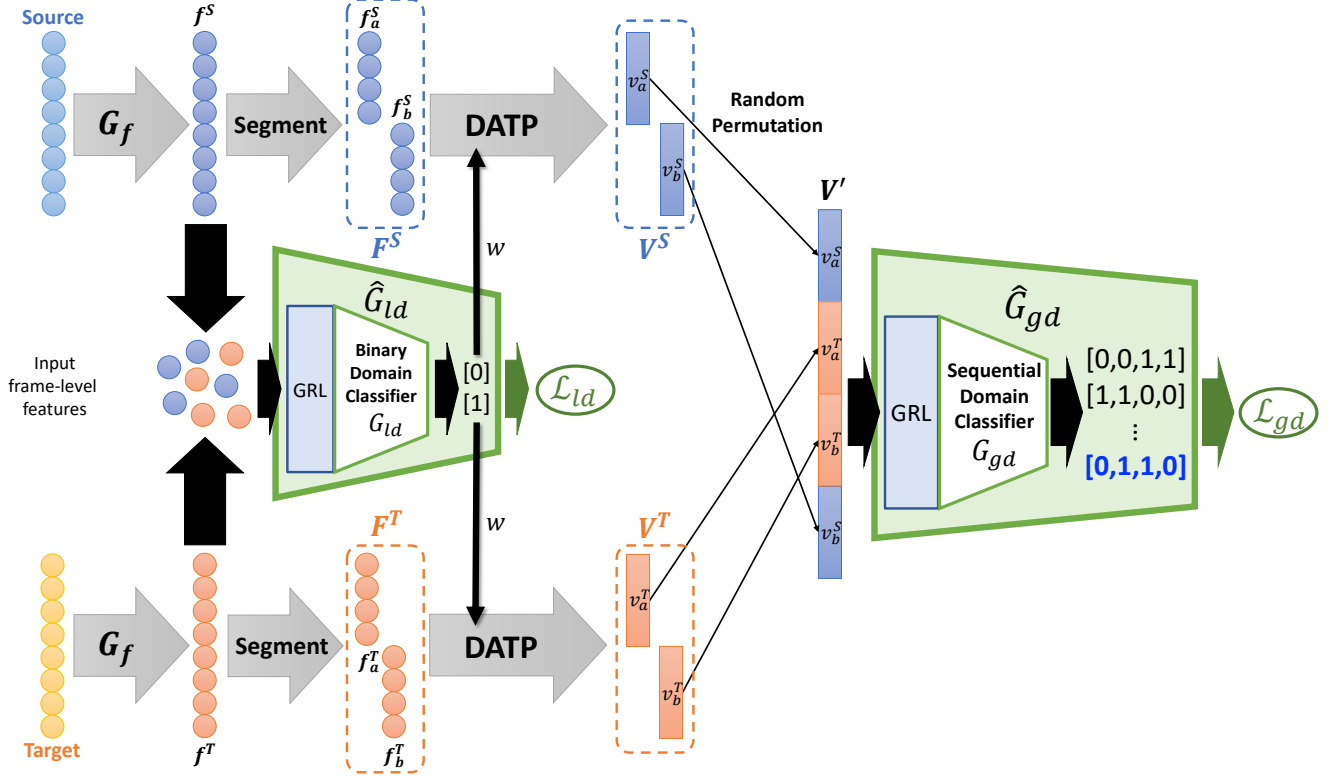 Source
f^S
f_a^S
G_f
Segment
f_b^S
DATP
v_a^S
v_b^S
Random
Permutation
F^S
V^S
V'
w
Ĝ_ld
Input
frame-level
features
GRL
Binary
Domain
Classifier
G_ld
[0]
[1]
ℒ_ld
v_a^S
v_a^T
v_b^T
v_b^S
Ĝ_gd
GRL
Sequential
Domain
Classifier
G_gd
[0,0,1,1]
[1,1,0,0]
⋮
[0,1,1,0]
ℒ_gd
w
F^T
V^T
G_f
Segment
f_a^T
DATP
v_a^T
v_b^T
Target
f^T
f_b^T